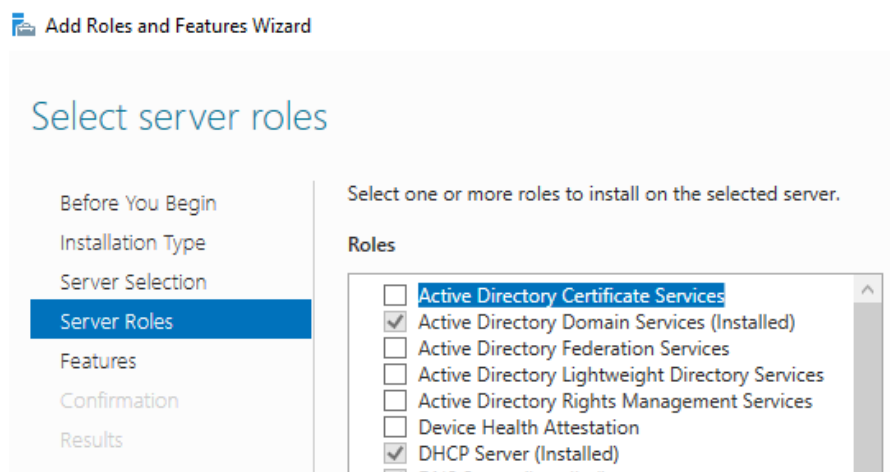 Add Roles and Features Wizard
Select server roles
Before You Begin
Installation Type
Server Selection
Server Roles
Features
Confirmation
Results
Select one or more roles to install on the selected server.
Roles
Active Directory Certificate Services
Active Directory Domain Services (Installed)
Active Directory Federation Services
Active Directory Lightweight Directory Services
Active Directory Rights Management Services
Device Health Attestation
DHCP Server (Installed)